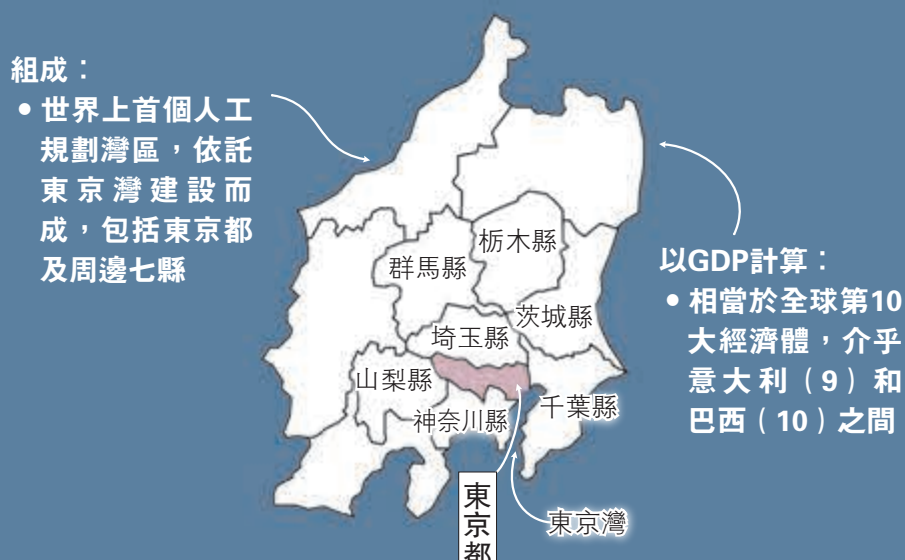 組成：
• 世界上首個人工
規劃灣區，依託
東京灣建設而
成，包括東京都
及周邊七縣
栃木縣
群馬縣
茨城縣
埼玉縣
山梨縣
千葉縣
神奈川縣
東京都
東京灣
以GDP計算：
• 相當於全球第10
大經濟體，介乎
意大利（9）和
巴西（10）之間